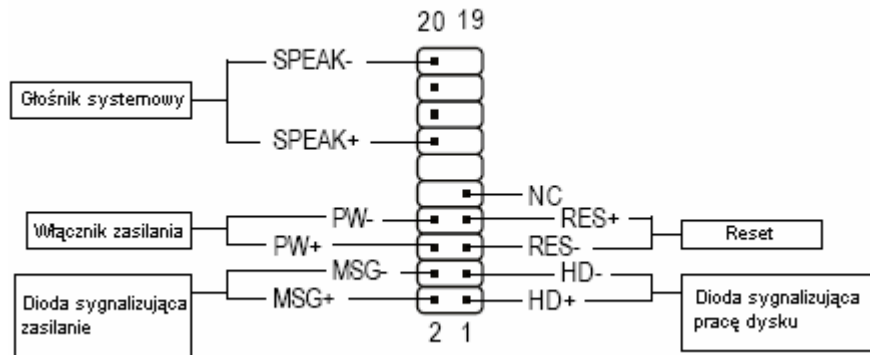 20 19
SPEAK-
Głośnik systemowy
SPEAK+
NC
PW-
RES+
Włącznik zasilania
Reset
PW+
RES-
MSG-
HD-
Dioda sygnalizująca
zasilanie
Dioda sygnalizująca
pracę dysku
MSG+
HD+
2 1